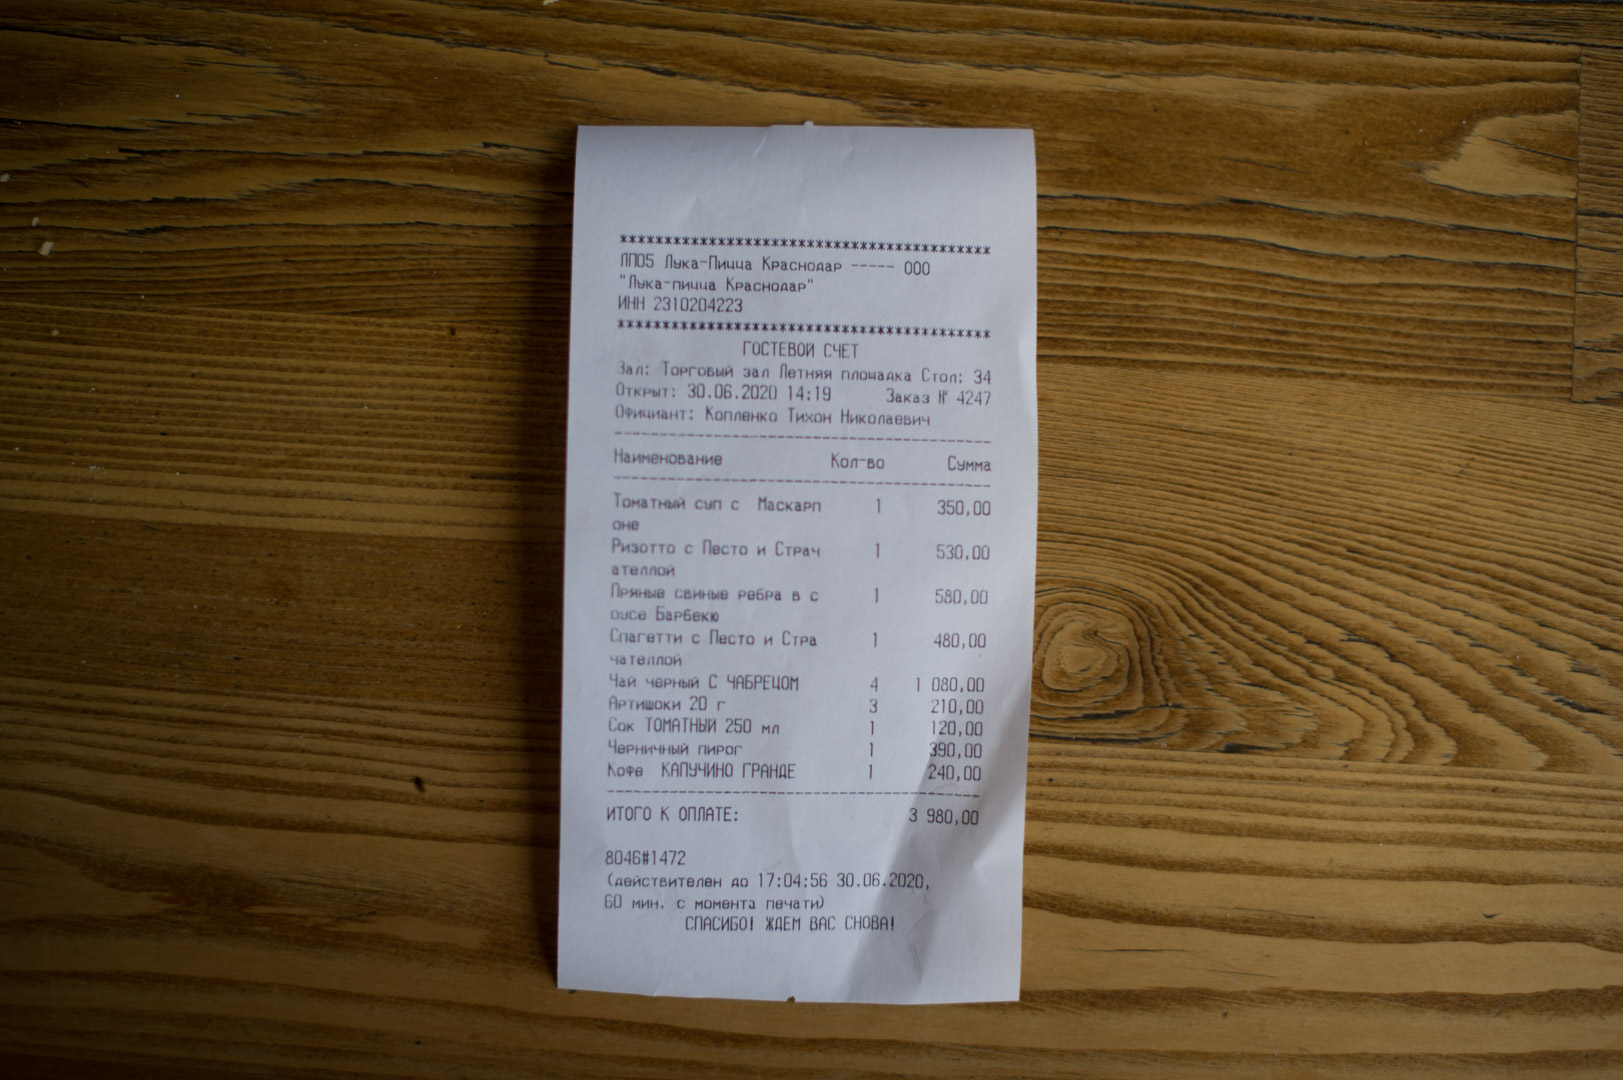 ****************************************
ЛП05 Лука-Пицца Краснодар ----- ООО
"Лука-пицца Краснодар"
ИНН 2310204223
****************************************
ГОСТЕВОЙ СЧЕТ
Зал: Торговый зал Летняя площадка Стол: 34
Открыт: 30.06.2020 14:19 Заказ № 4247
Официант: Копленко Тихон Николаевич
Наименование Кол-во Сумма
Томатный суп с Маскарп 1 350,00
оне
Ризотто с Песто и Страч 1 530,00
ателлой
Пряные свиные ребра в с 1 580,00
оусе Барбекю
Спагетти с Песто и Стра 1 480,00
чателлой
Чай черный С ЧАБРЕЦОМ 4 1 080,00
Артишоки 20 г 3 210,00
Сок ТОМАТНЫЙ 250 мл 1 120,00
Черничный пирог 1 390,00
Кофе КАПУЧИНО ГРАНДЕ 1 240,00
ИТОГО К ОПЛАТЕ: 3 980,00
8046#1472
(действителен до 17:04:56 30.06.2020,
60 мин. с момента печати)
СПАСИБО! ЖДЕМ ВАС СНОВА!